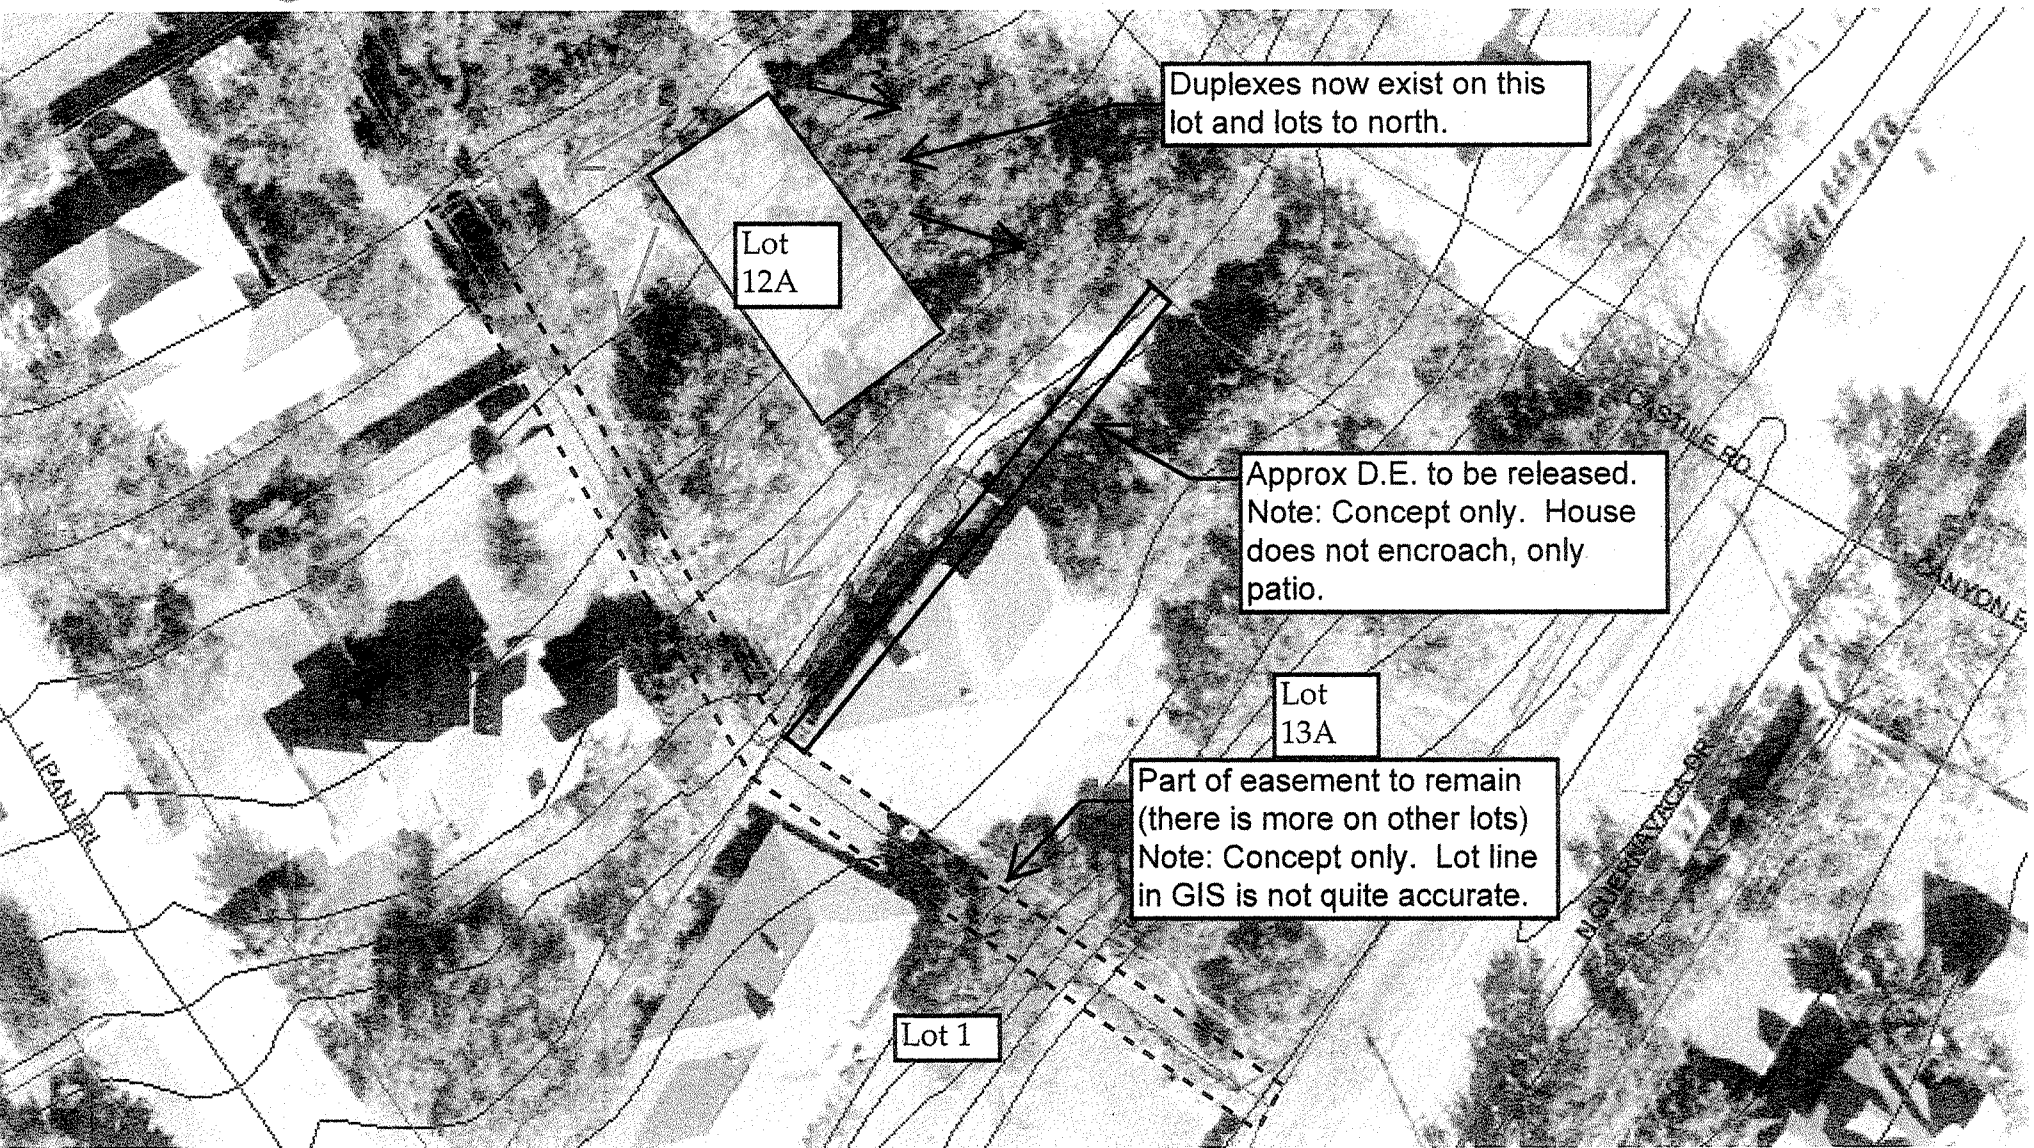 Duplexes now exist on this
lot and lots to north.
Lot
12A
CASTILE RD
Approx D.E. to be released.
Note: Concept only.  House
does not encroach, only
patio.
CANYON
Lot
13A
LIPAN TRL
N CUERNAVACA DR
Part of easement to remain
(there is more on other lots)
Note: Concept only.  Lot line
in GIS is not quite accurate.
Lot 1